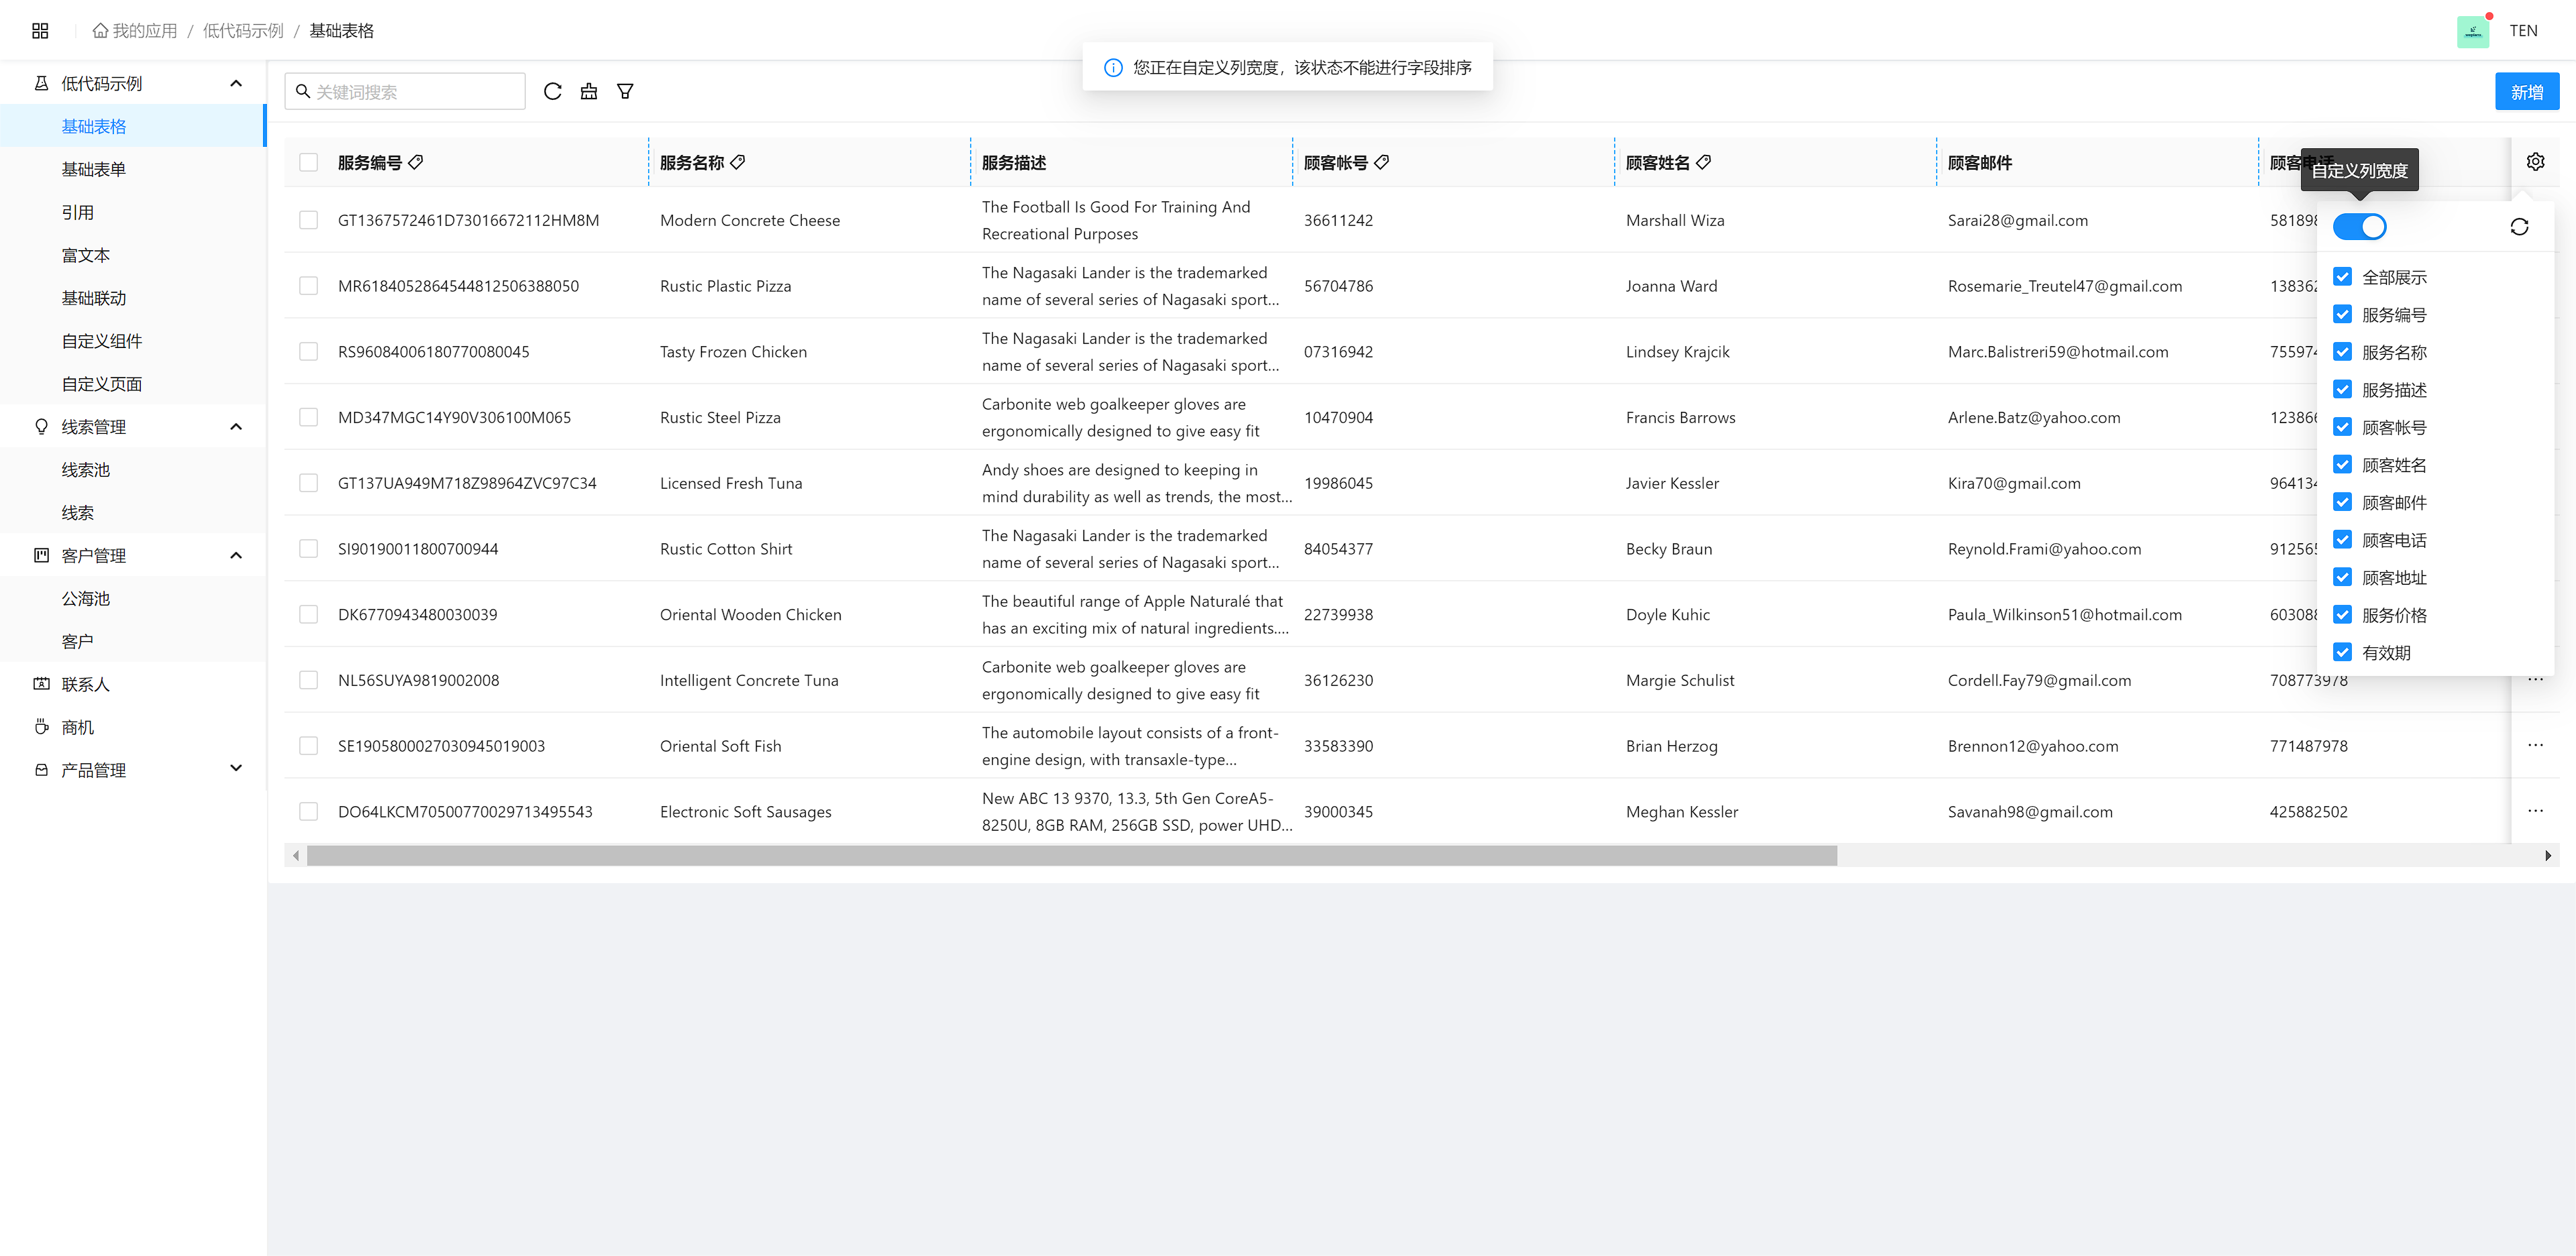 我的应用 / 低代码示例 / 基础表格
TEN
您正在自定义列宽度，该状态不能进行字段排序
低代码示例
基础表格
基础表单
引用
富文本
基础联动
自定义组件
自定义页面
线索管理
线索池
线索
客户管理
公海池
客户
联系人
商机
产品管理
关键词搜索
新增
服务编号 服务名称 服务描述 顾客帐号 顾客姓名 顾客邮件 顾客电话
GT1367572461D73016672112HM8M Modern Concrete Cheese The Football Is Good For Training And 36611242 Marshall Wiza Sarai28@gmail.com 581898
Recreational Purposes
MR6184052864544812506388050 Rustic Plastic Pizza The Nagasaki Lander is the trademarked 56704786 Joanna Ward Rosemarie_Treutel47@gmail.com 138362
name of several series of Nagasaki sport...
RS96084006180770080045 Tasty Frozen Chicken The Nagasaki Lander is the trademarked 07316942 Lindsey Krajcik Marc.Balistreri59@hotmail.com 755974
name of several series of Nagasaki sport...
MD347MGC14Y90V306100M065 Rustic Steel Pizza Carbonite web goalkeeper gloves are 10470904 Francis Barrows Arlene.Batz@yahoo.com 123866
ergonomically designed to give easy fit
GT137UA949M718Z98964ZVC97C34 Licensed Fresh Tuna Andy shoes are designed to keeping in 19986045 Javier Kessler Kira70@gmail.com 964134
mind durability as well as trends, the most...
SI90190011800700944 Rustic Cotton Shirt The Nagasaki Lander is the trademarked 84054377 Becky Braun Reynold.Frami@yahoo.com 912565
name of several series of Nagasaki sport...
DK6770943480030039 Oriental Wooden Chicken The beautiful range of Apple Naturalé that 22739938 Doyle Kuhic Paula_Wilkinson51@hotmail.com 603088
has an exciting mix of natural ingredients....
NL56SUYA9819002008 Intelligent Concrete Tuna Carbonite web goalkeeper gloves are 36126230 Margie Schulist Cordell.Fay79@gmail.com 708773978
ergonomically designed to give easy fit
SE1905800027030945019003 Oriental Soft Fish The automobile layout consists of a front- 33583390 Brian Herzog Brennon12@yahoo.com 771487978
engine design, with transaxle-type...
DO64LKCM70500770029713495543 Electronic Soft Sausages New ABC 13 9370, 13.3, 5th Gen CoreA5- 39000345 Meghan Kessler Savanah98@gmail.com 425882502
8250U, 8GB RAM, 256GB SSD, power UHD...
自定义列宽度
全部展示
服务编号
服务名称
服务描述
顾客帐号
顾客姓名
顾客邮件
顾客电话
顾客地址
服务价格
有效期